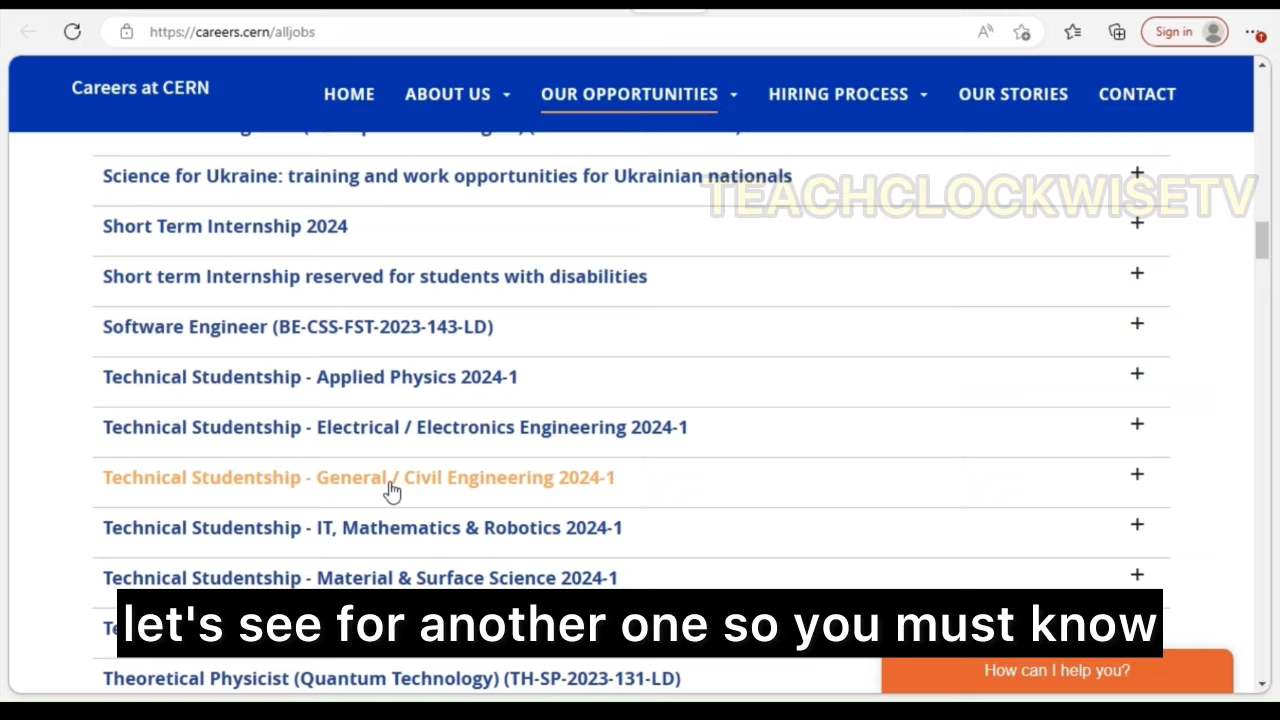 https://careers.cern/alljobs
Sign in
Careers at CERN
HOME
ABOUT US
OUR OPPORTUNITIES
HIRING PROCESS
OUR STORIES
CONTACT
Science for Ukraine: training and work opportunities for Ukrainian nationals
TEACHCLOCKWISETV
Short Term Internship 2024
Short term Internship reserved for students with disabilities
Software Engineer (BE-CSS-FST-2023-143-LD)
Technical Studentship - Applied Physics 2024-1
Technical Studentship - Electrical / Electronics Engineering 2024-1
Technical Studentship - General / Civil Engineering 2024-1
Technical Studentship - IT, Mathematics & Robotics 2024-1
Technical Studentship - Material & Surface Science 2024-1
let's see for another one so you must know
Theoretical Physicist (Quantum Technology) (TH-SP-2023-131-LD)
How can I help you?